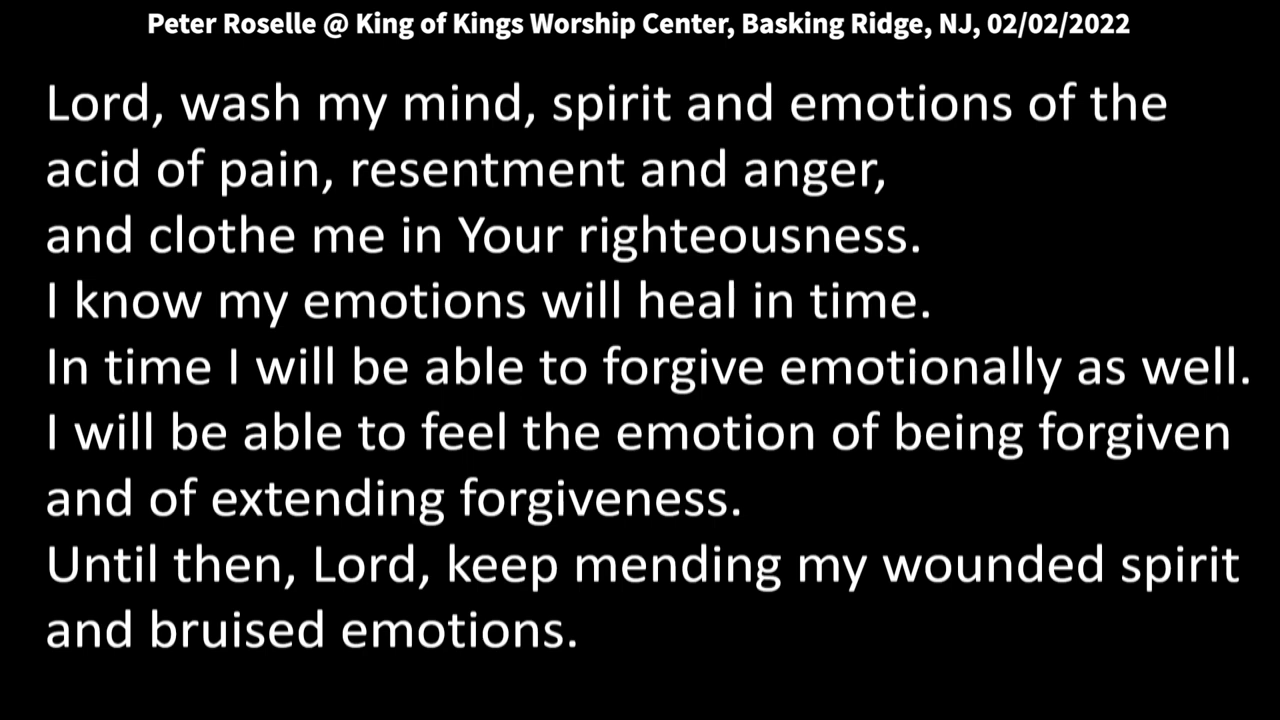 Peter Roselle @ King of Kings Worship Center, Basking Ridge, NJ, 02/02/2022
Lord, wash my mind, spirit and emotions of the
acid of pain, resentment and anger,
and clothe me in Your righteousness.
I know my emotions will heal in time.
In time I will be able to forgive emotionally as well.
I will be able to feel the emotion of being forgiven
and of extending forgiveness.
Until then, Lord, keep mending my wounded spirit
and bruised emotions.